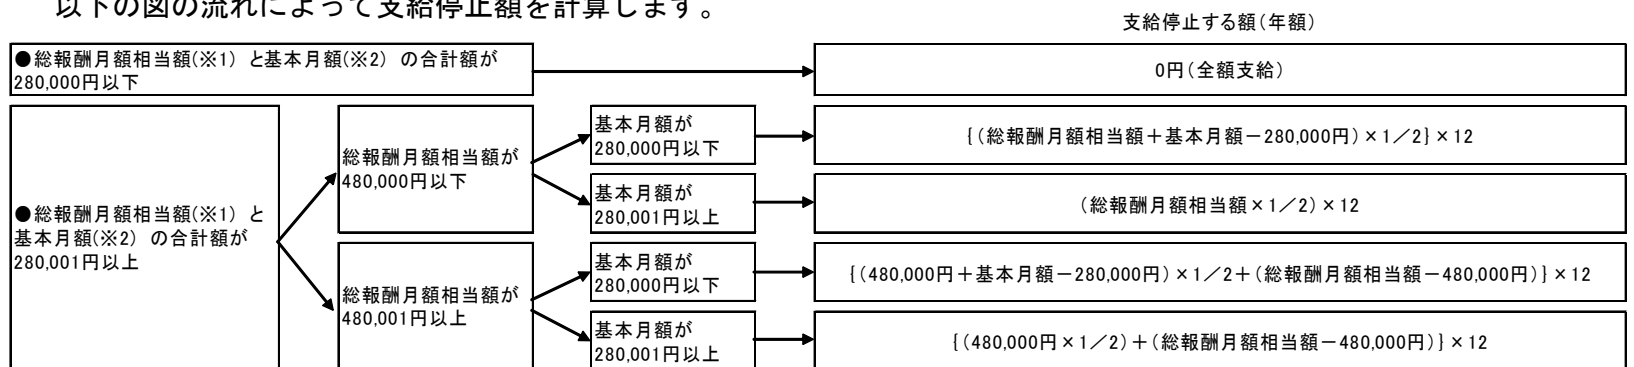 以下の図の流れによって支給停止額を計算します。
支給停止する額(年額)
●総報酬月額相当額(※1) と基本月額(※2) の合計額が
280,000円以下
0円(全額支給)
●総報酬月額相当額(※1) と
基本月額(※2) の合計額が
280,001円以上
総報酬月額相当額が
480,000円以下
基本月額が
280,000円以下
{(総報酬月額相当額+基本月額-280,000円)×1/2}×12
基本月額が
280,001円以上
(総報酬月額相当額×1/2)×12
総報酬月額相当額が
480,001円以上
基本月額が
280,000円以下
{(480,000円+基本月額-280,000円)×1/2+(総報酬月額相当額-480,000円)}×12
基本月額が
280,001円以上
{(480,000円×1/2)+(総報酬月額相当額-480,000円)}×12